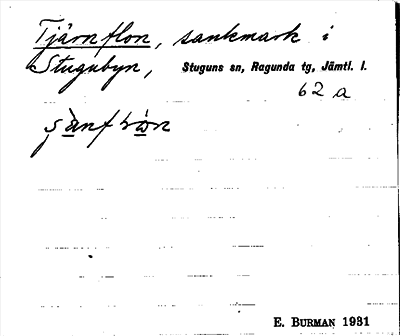 Tjärnflon, sankmark i
Stugubyn, Stuguns sn, Ragunda tg, Jämtl. l.
62 a
E. BURMAN 1931